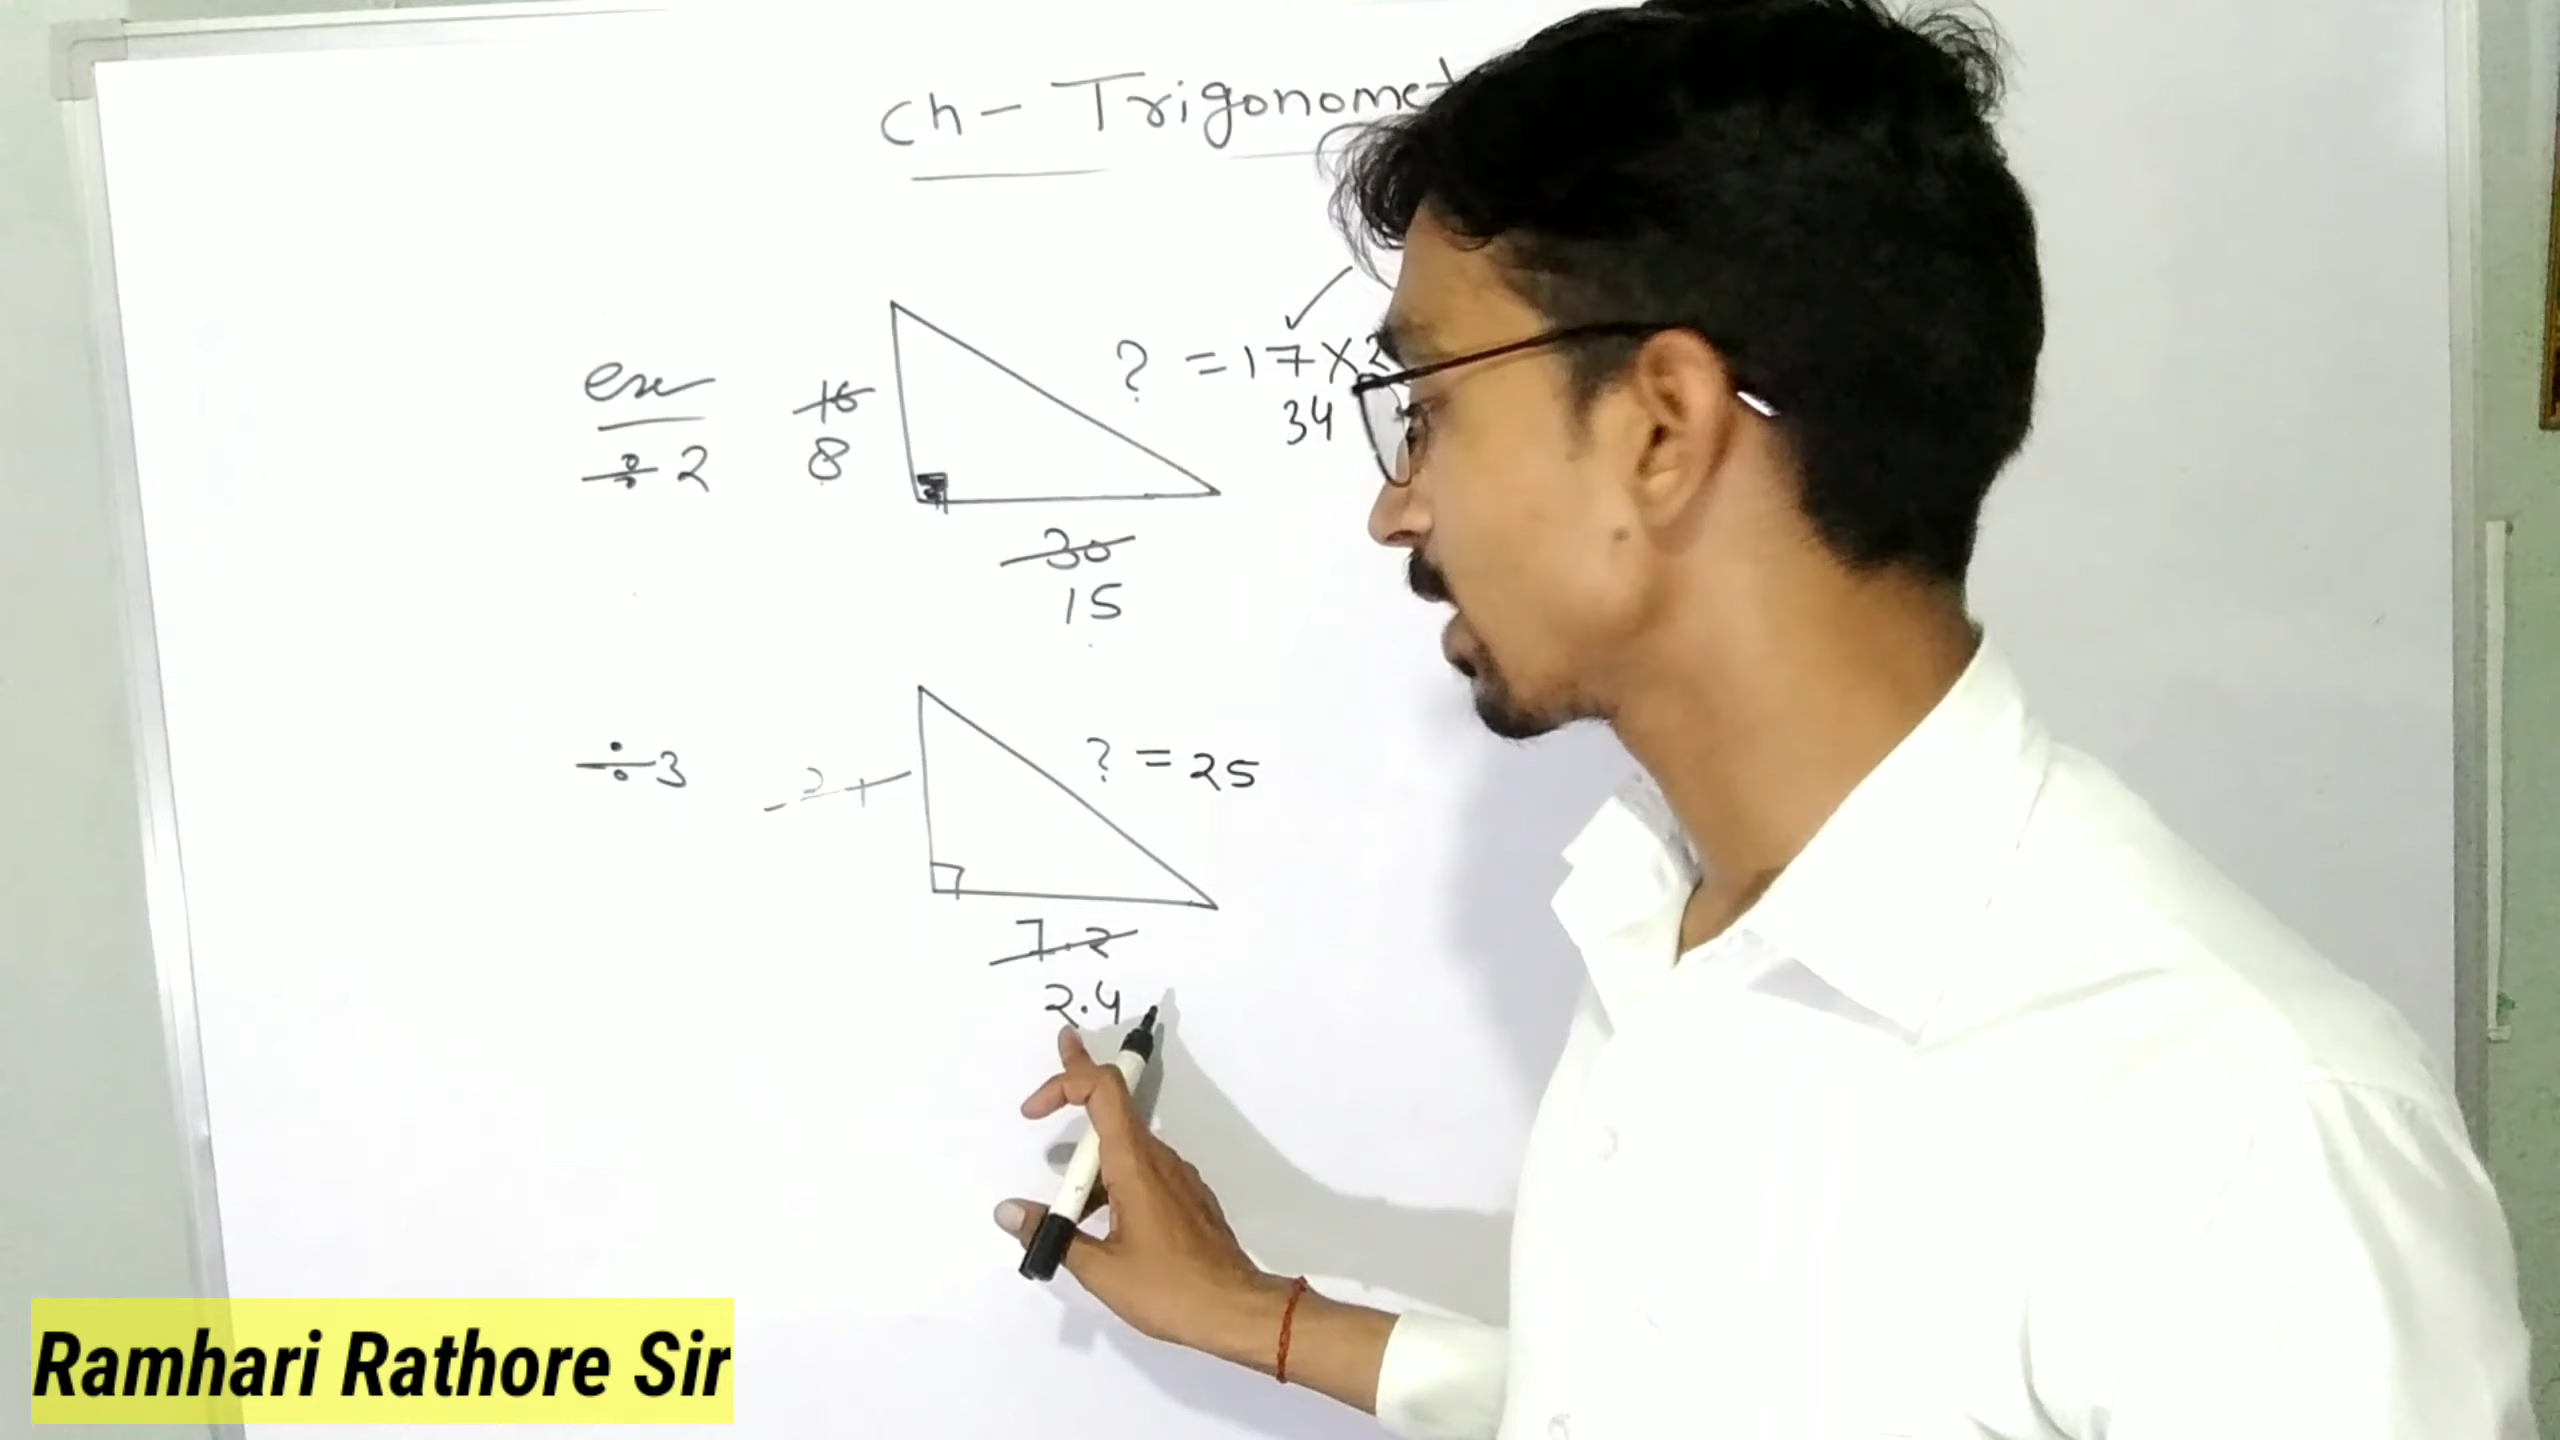 Ch - Trigonomet
exe
16
? = 17 × 2
34
÷ 2
8
30
15
÷ 3
? = 25
7.2
2.4
Ramhari Rathore Sir